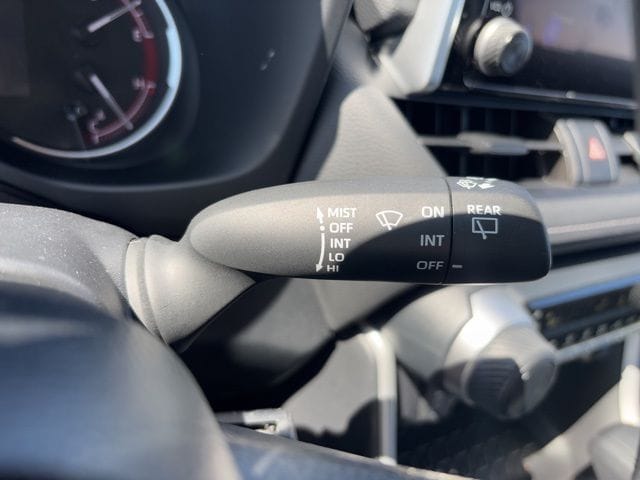 MIST
OFF
INT
LO
HI
ON
INT
OFF
REAR